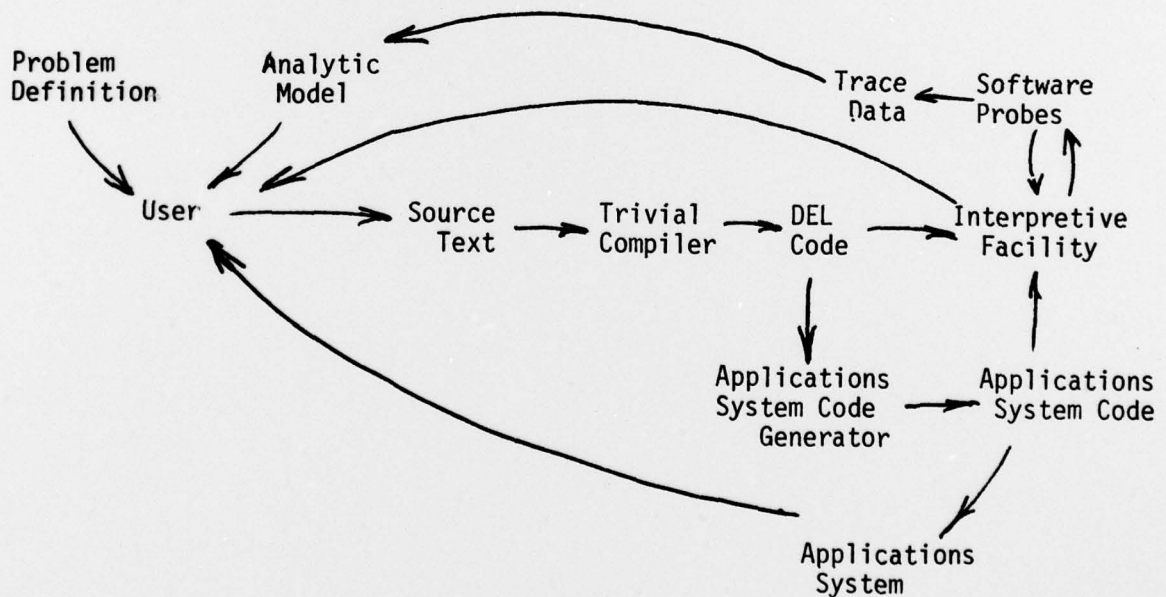 Problem
Definition
Analytic
Model
Trace
Data
Software
Probes
User
Source
Text
Trivial
Compiler
DEL
Code
Interpretive
Facility
Applications
System Code
Generator
Applications
System Code
Applications
System